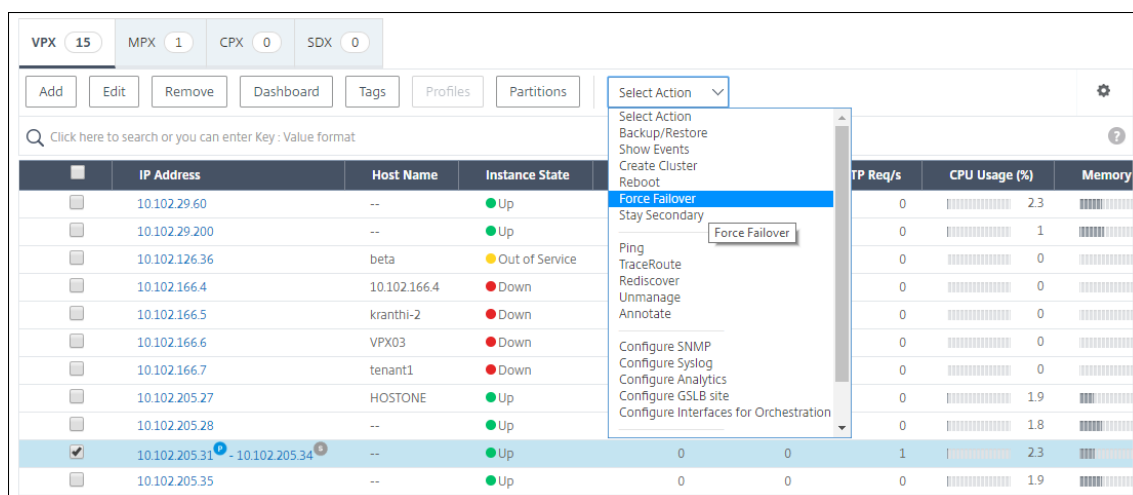 VPX 15 MPX 1 CPX 0 SDX 0
Add Edit Remove Dashboard Tags Profiles Partitions Select Action
Click here to search or you can enter Key : Value format ?
IP Address Host Name Instance State TP Req/s CPU Usage (%) Memory
Select Action
Backup/Restore
Show Events
Create Cluster
Reboot
Force Failover
Stay Secondary
Force Failover
Ping
TraceRoute
Rediscover
Unmanage
Annotate
Configure SNMP
Configure Syslog
Configure Analytics
Configure GSLB site
Configure Interfaces for Orchestration
10.102.29.60 -- Up 0 2.3
10.102.29.200 -- Up 0 1
10.102.126.36 beta Out of Service 0 0
10.102.166.4 10.102.166.4 Down 0 0
10.102.166.5 kranthi-2 Down 0 0
10.102.166.6 VPX03 Down 0 0
10.102.166.7 tenant1 Down 0 0
10.102.205.27 HOSTONE Up 0 1.9
10.102.205.28 -- Up 0 1.8
10.102.205.31 P - 10.102.205.34 S -- Up 0 0 1 2.3
10.102.205.35 -- Up 0 0 0 1.9